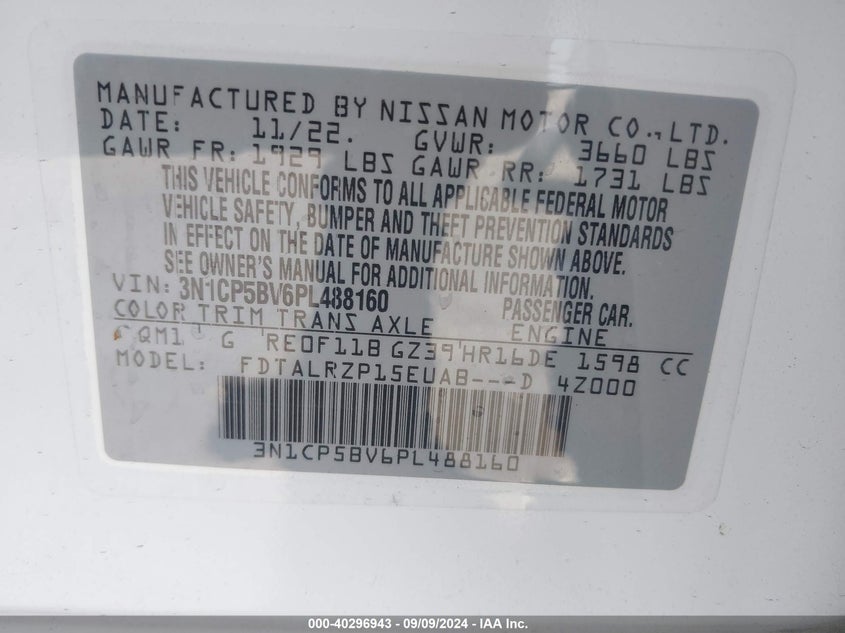 MANUFACTURED BY NISSAN MOTOR CO., LTD.
DATE: 11/22. GVWR: 3660 LBS
GAWR FR: 1929 LBS GAWR RR: 1731 LBS
THIS VEHICLE CONFORMS TO ALL APPLICABLE FEDERAL MOTOR
VEHICLE SAFETY, BUMPER AND THEFT PREVENTION STANDARDS
IN EFFECT ON THE DATE OF MANUFACTURE SHOWN ABOVE.
SEE OWNER'S MANUAL FOR ADDITIONAL INFORMATION.
VIN: 3N1CP5BV6PL488160 PASSENGER CAR.
COLOR TRIM TRANS AXLE ENGINE
QM1 G RE0F11B GZ39 HR16DE 1598 CC
MODEL: FDTALRZP15EUAB---D 4Z000
3N1CP5BV6PL488160
000-40296943 - 09/09/2024 - IAA Inc.